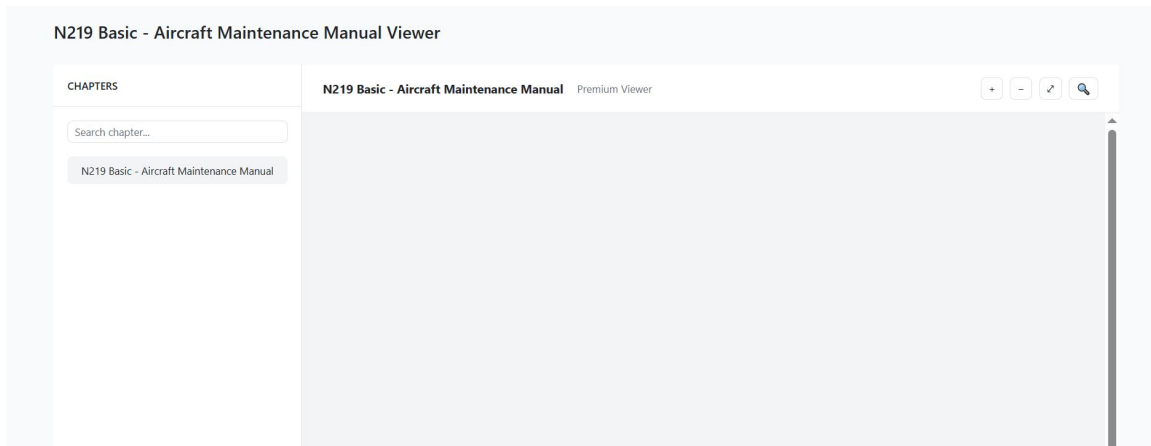 N219 Basic - Aircraft Maintenance Manual Viewer
CHAPTERS
Search chapter...
N219 Basic - Aircraft Maintenance Manual
N219 Basic - Aircraft Maintenance Manual Premium Viewer
+ -